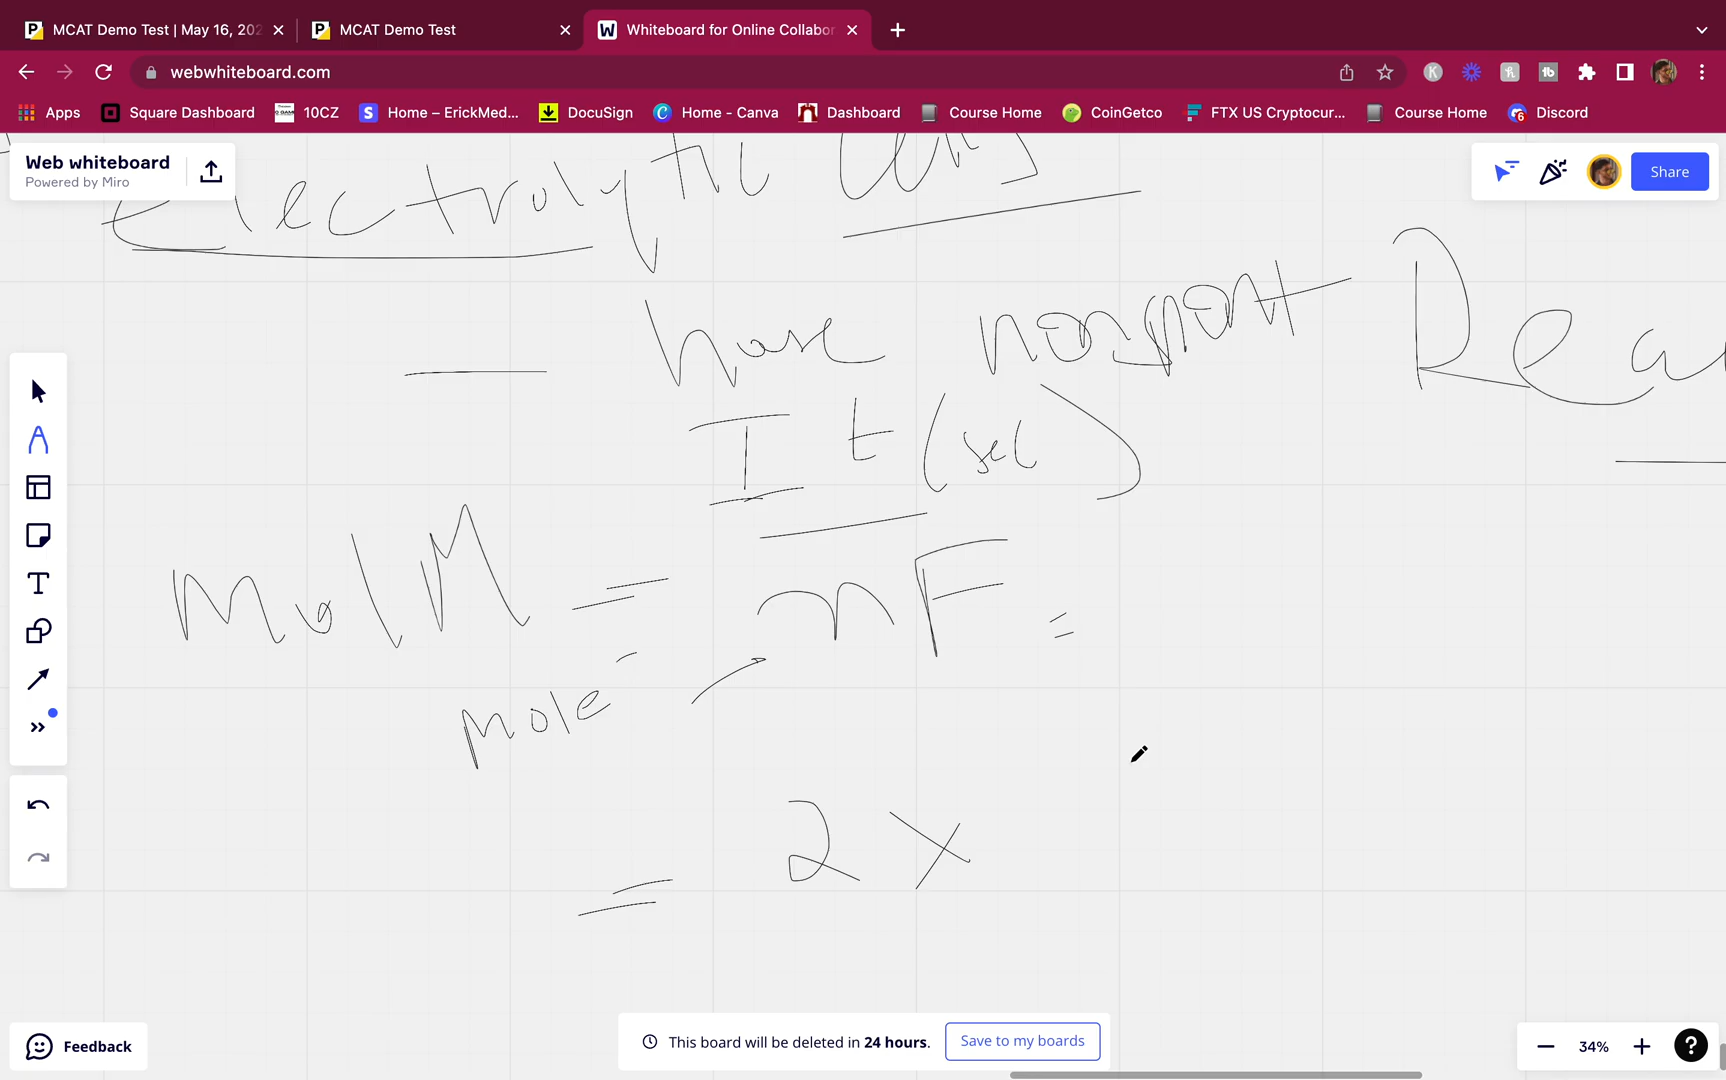 MCAT Demo Test | May 16, 202
MCAT Demo Test
Whiteboard for Online Collabor
webwhiteboard.com
Apps
Square Dashboard
10CZ
Home – ErickMed...
DocuSign
Home - Canva
Dashboard
Course Home
CoinGetco
FTX US Cryptocur...
Course Home
Discord
Web whiteboard
Powered by Miro
Share
Electrolytic Cells
have nonspont Rea
I t (sec)
Mol M = nF =
mole -
= 2 x
Feedback
This board will be deleted in 24 hours.
Save to my boards
34%